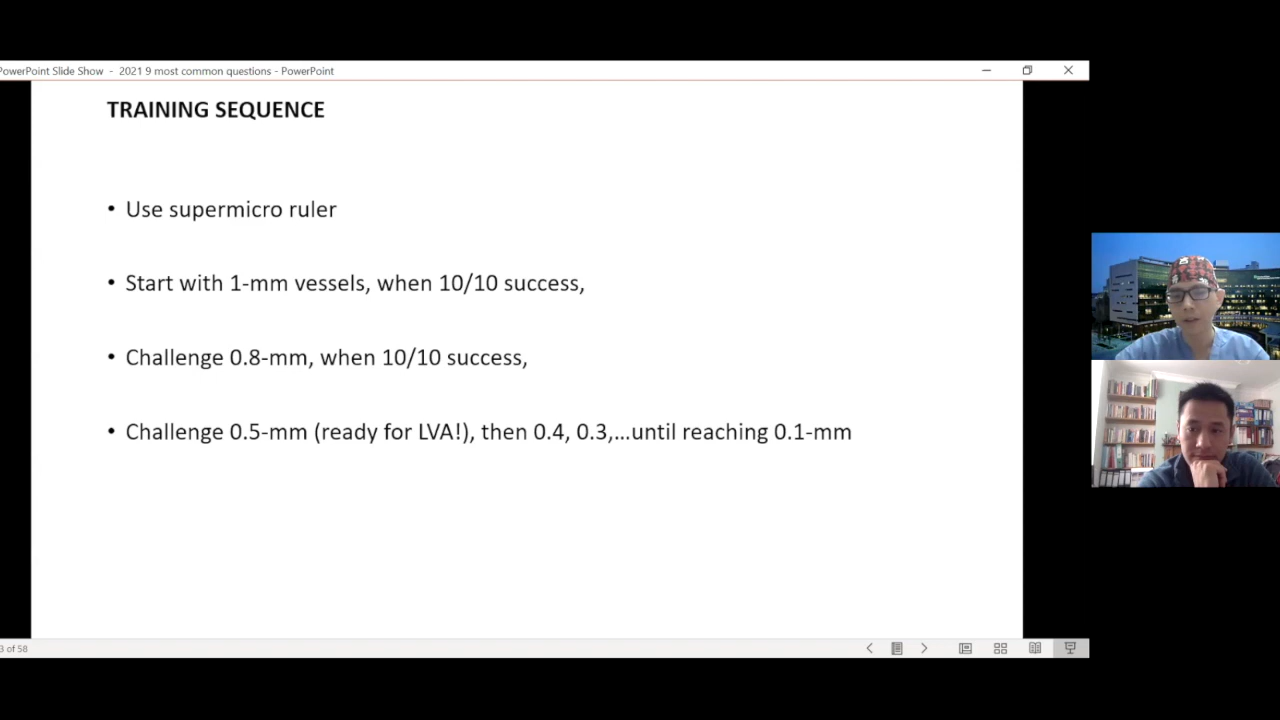 PowerPoint Slide Show - 2021 9 most common questions - PowerPoint
TRAINING SEQUENCE
• Use supermicro ruler
• Start with 1-mm vessels, when 10/10 success,
• Challenge 0.8-mm, when 10/10 success,
• Challenge 0.5-mm (ready for LVA!), then 0.4, 0.3,...until reaching 0.1-mm
3 of 58